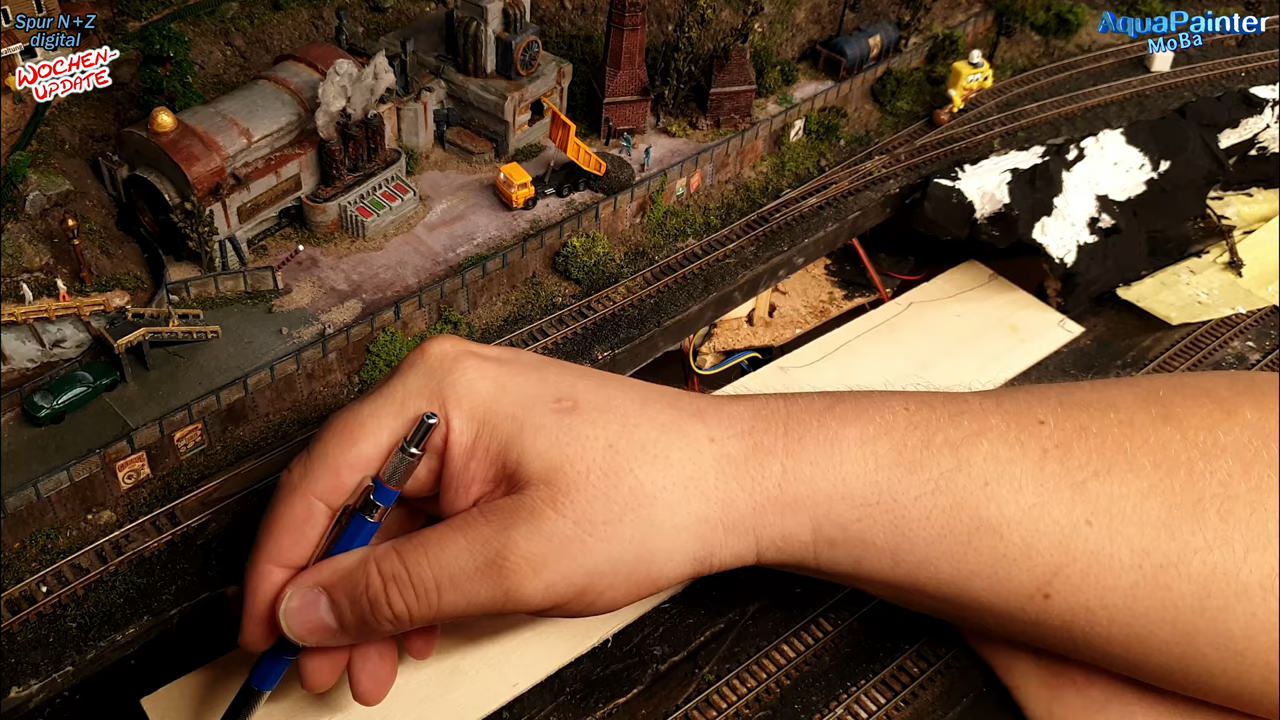 Spur N+Z
digital
WOCHEN-
UPDATE
AquaPainter
MoBa